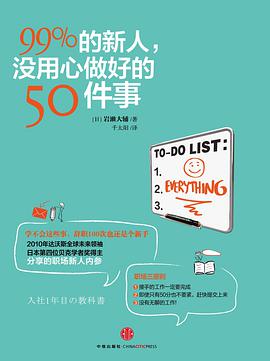 99%的新人，
没用心做好的
50件事
［日］岩濑大辅/著
千太阳/译
TO-DO LIST:
1.
2. EVERYTHING
3.
学不会这些事，辞职100次也还是个新手
2010年达沃斯全球未来领袖
日本第四位贝克学者奖得主
分享的职场新人内参
职场三原则
1 接手的工作一定要完成
2 即使只有50分也不要紧，赶快提交上来
3 没有无聊的工作！
入社1年目の教科書
中信出版社·CHINACITICPRESS